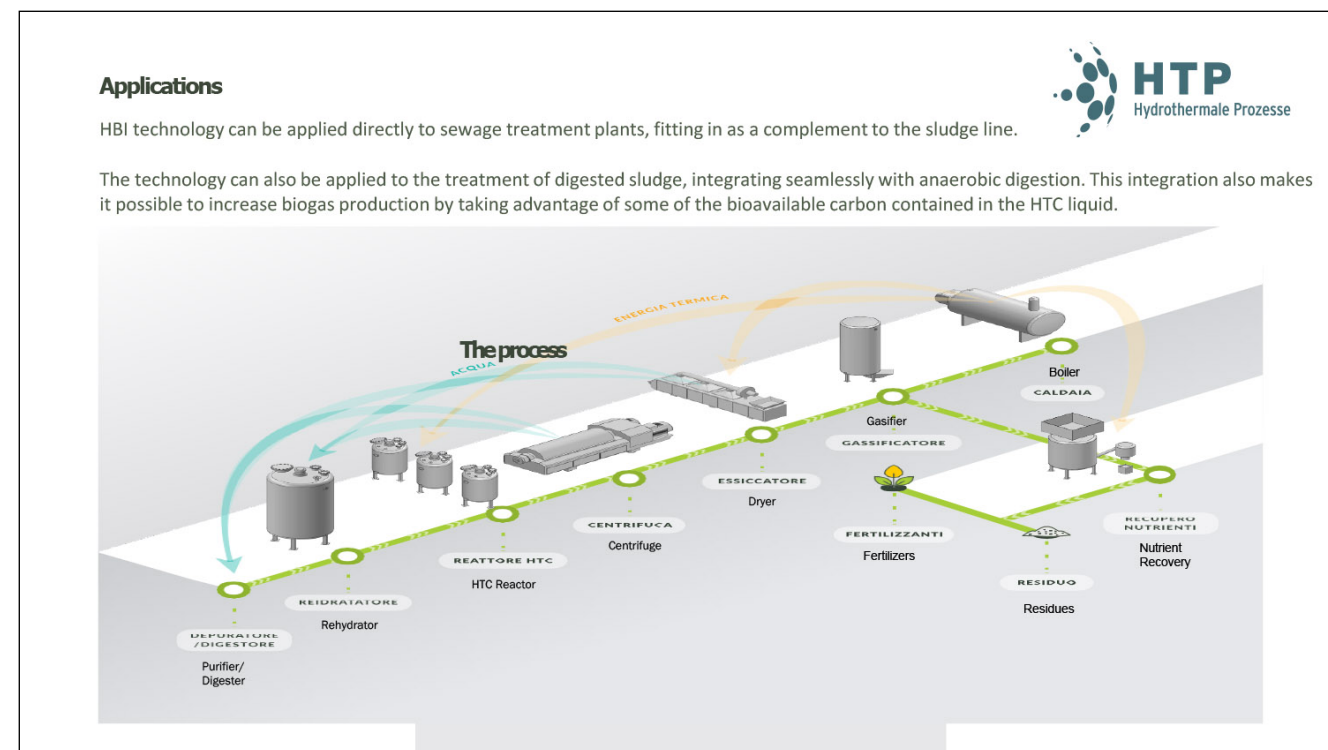 Applications
HTP
Hydrothermale Prozesse
HBI technology can be applied directly to sewage treatment plants, fitting in as a complement to the sludge line.
The technology can also be applied to the treatment of digested sludge, integrating seamlessly with anaerobic digestion. This integration also makes
it possible to increase biogas production by taking advantage of some of the bioavailable carbon contained in the HTC liquid.
ENERGIA TERMICA
The process
ACQUA
Boiler
CALDAIA
Gasifier
GASSIFICATORE
ESSICCATORE
Dryer
CENTRIFUCA
Centrifuge
FERTILIZZANTI
Fertilizers
RECUPERO
NUTRIENTI
Nutrient
Recovery
REATTORE HTC
HTC Reactor
RESIDUO
Residues
REIDRATATORE
Rehydrator
DEPURATORE
/DIGESTORE
Purifier/
Digester